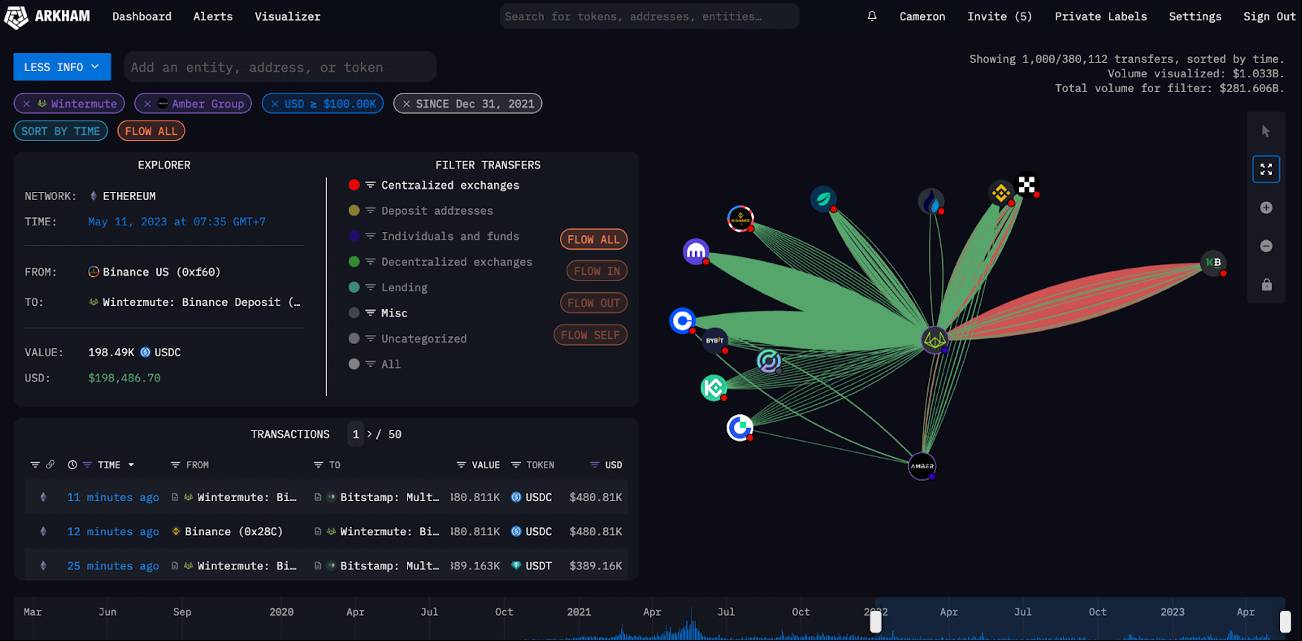 ARKHAM Dashboard Alerts Visualizer Search for tokens, addresses, entities… Cameron Invite (5) Private Labels Settings Sign Out
LESS INFO Add an entity, address, or token
Showing 1,000/380,112 transfers, sorted by time.
Volume visualized: $1.033B.
Total volume for filter: $281.606B.
× Wintermute × Amber Group × USD ≥ $100.00K × SINCE Dec 31, 2021
SORT BY TIME FLOW ALL
EXPLORER
NETWORK: ETHEREUM
TIME: May 11, 2023 at 07:35 GMT+7
FROM: Binance US (0xf60)
TO: Wintermute: Binance Deposit (…
VALUE: 198.49K USDC
USD: $198,486.70
FILTER TRANSFERS
Centralized exchanges
Deposit addresses
Individuals and funds
Decentralized exchanges
Lending
Misc
Uncategorized
All
FLOW ALL
FLOW IN
FLOW OUT
FLOW SELF
BINANCE
BYBIT
KB
AMBER
TRANSACTIONS 1 > / 50
TIME FROM TO VALUE TOKEN USD
11 minutes ago Wintermute: Bi… Bitstamp: Mult… 80.811K USDC $480.81K
12 minutes ago Binance (0x28C) Wintermute: Bi… 80.811K USDC $480.81K
25 minutes ago Wintermute: Bi… Bitstamp: Mult… 89.163K USDT $389.16K
Mar Jun Sep 2020 Apr Jul Oct 2021 Apr Jul Oct 2022 Apr Jul Oct 2023 Apr